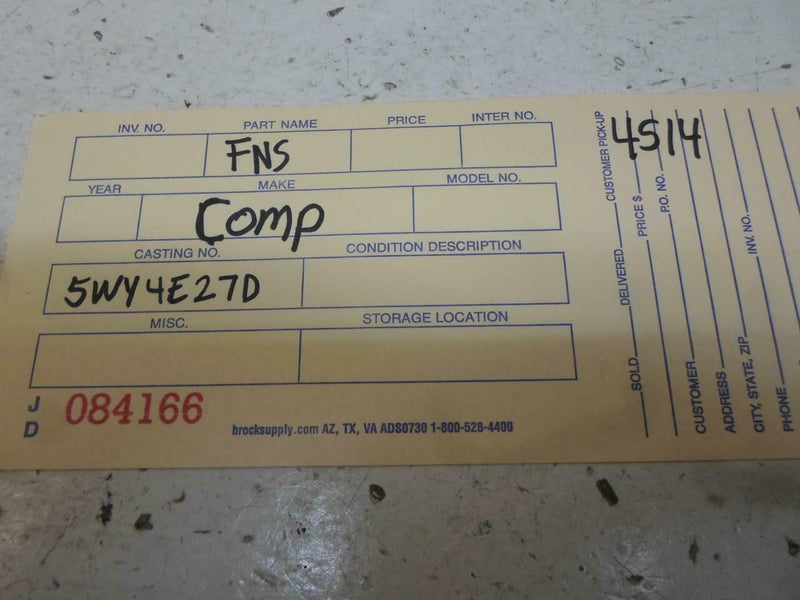 INV. NO. PART NAME PRICE INTER NO.
FNS
YEAR MAKE MODEL NO.
Comp
CASTING NO. CONDITION DESCRIPTION
5WY4E27D
MISC. STORAGE LOCATION
J
D
084166
brocksupply.com AZ, TX, VA ADS0730 1-800-528-4400
4514
SOLD DELIVERED CUSTOMER PICK-UP
PRICE $ P.O. NO.
CUSTOMER
ADDRESS
CITY, STATE, ZIP INV. NO.
PHONE